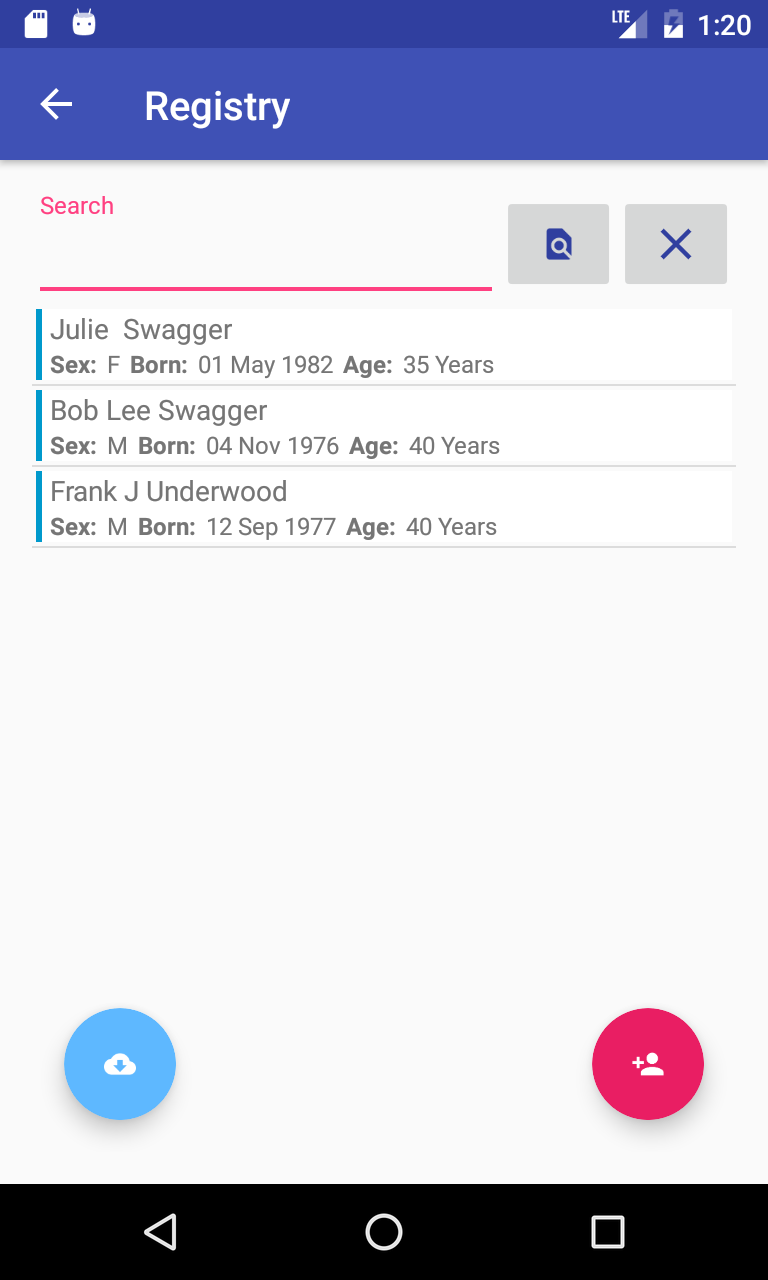 LTE 1:20
Registry
Search
Julie  Swagger
Sex: F Born: 01 May 1982 Age: 35 Years
Bob Lee Swagger
Sex: M Born: 04 Nov 1976 Age: 40 Years
Frank J Underwood
Sex: M Born: 12 Sep 1977 Age: 40 Years